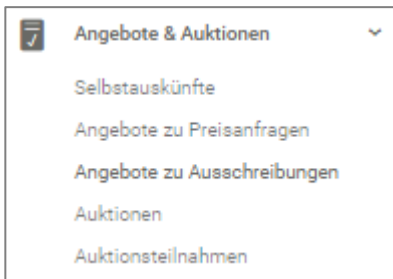 Angebote & Auktionen
Selbstauskünfte
Angebote zu Preisanfragen
Angebote zu Ausschreibungen
Auktionen
Auktionsteilnahmen